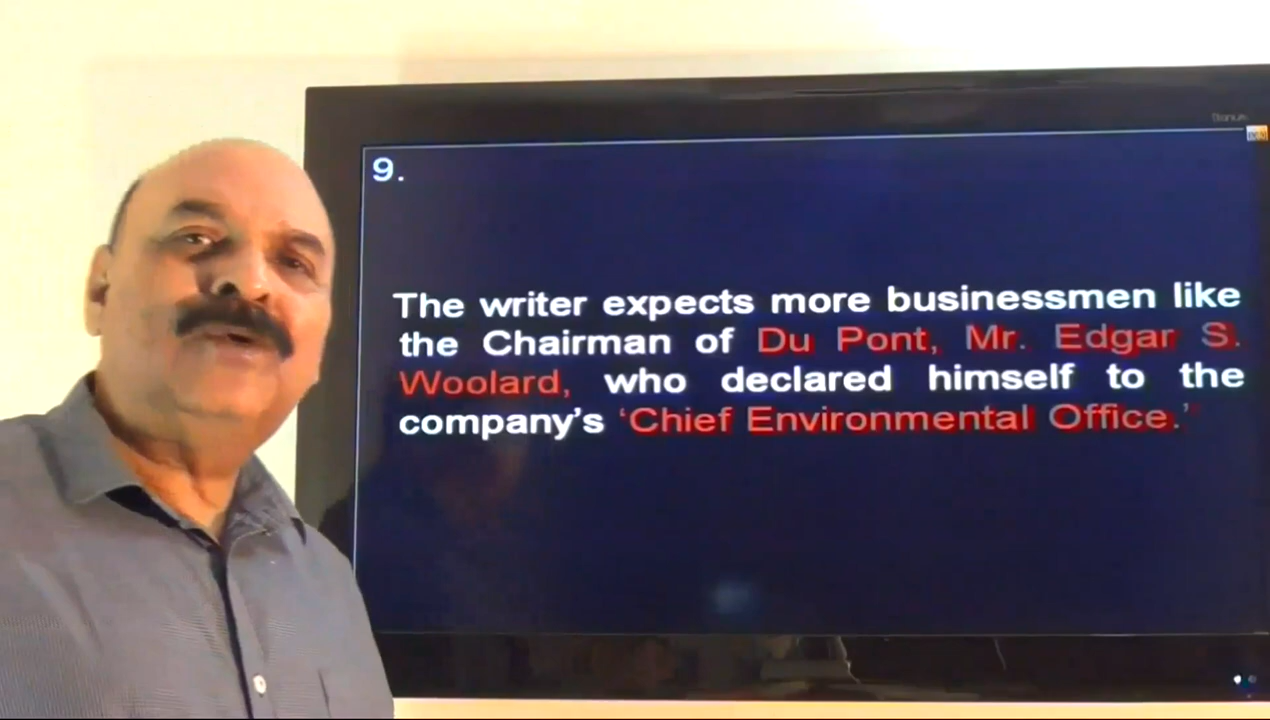 9.
The writer expects more businessmen like
the Chairman of Du Pont, Mr. Edgar S.
Woolard, who declared himself to the
company’s ‘Chief Environmental Office.’